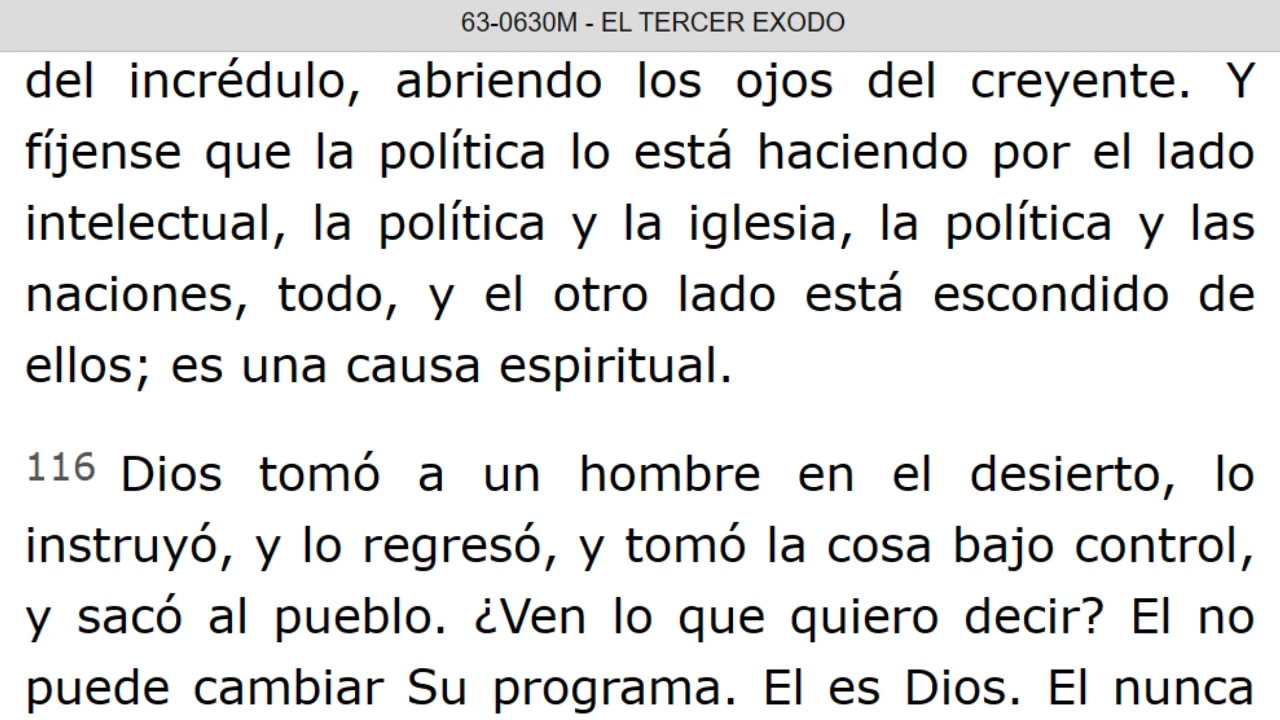 63-0630M - EL TERCER EXODO
del incrédulo, abriendo los ojos del creyente. Y
fíjense que la política lo está haciendo por el lado
intelectual, la política y la iglesia, la política y las
naciones, todo, y el otro lado está escondido de
ellos; es una causa espiritual.
116 Dios tomó a un hombre en el desierto, lo
instruyó, y lo regresó, y tomó la cosa bajo control,
y sacó al pueblo. ¿Ven lo que quiero decir? El no
puede cambiar Su programa. El es Dios. El nunca